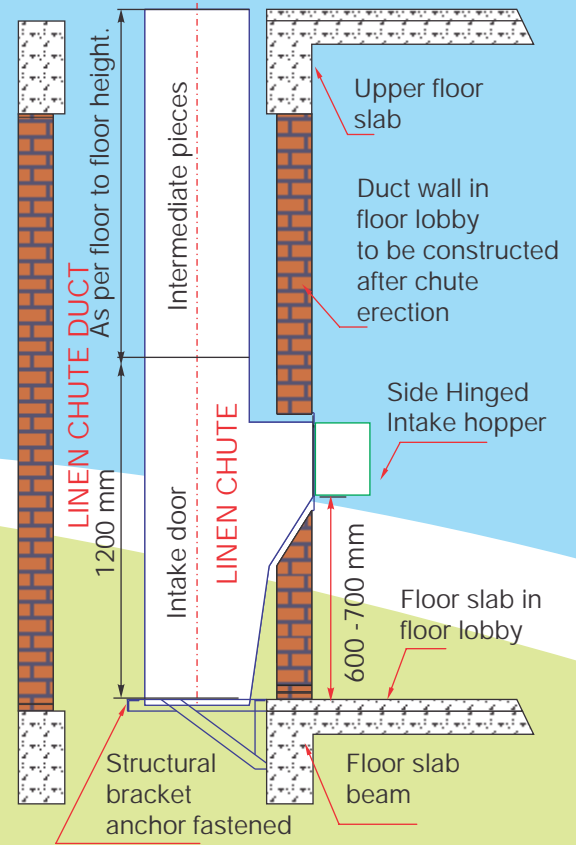 Upper floor
slab
Duct wall in
floor lobby
to be constructed
after chute
erection
Side Hinged
Intake hopper
Floor slab in
floor lobby
Floor slab
beam
Structural
bracket
anchor fastened
LINEN CHUTE DUCT
As per floor to floor height.
1200 mm
Intermediate pieces
Intake door
LINEN CHUTE
600 -700 mm